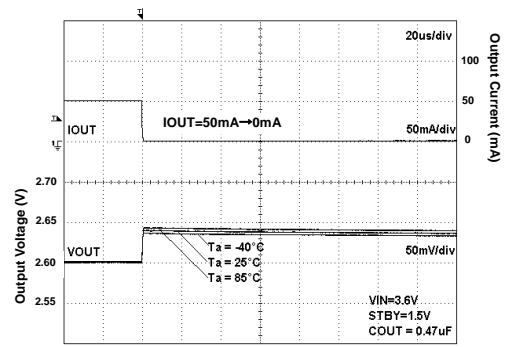 T
20us/div
100
50
0
Output Current (mA)
IOUT=50mA→0mA
IOUT
50mA/div
2.70
2.65
2.60
2.55
Output Voltage (V)
VOUT
50mV/div
Ta = -40°C
Ta = 25°C
Ta = 85°C
VIN=3.6V
STBY=1.5V
COUT = 0.47uF